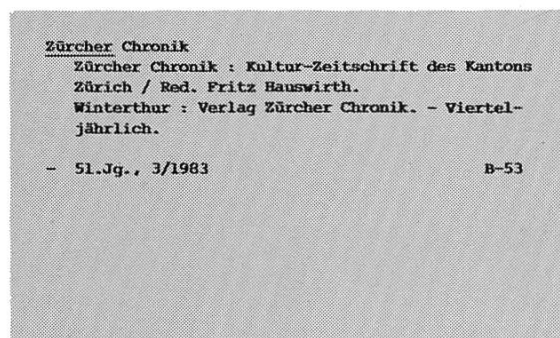 Zürcher Chronik
Zürcher Chronik : Kultur-Zeitschrift des Kantons
Zürich / Red. Fritz Hauswirth.
Winterthur : Verlag Zürcher Chronik. - Viertel-
jährlich.
- 51.Jg., 3/1983 B-53